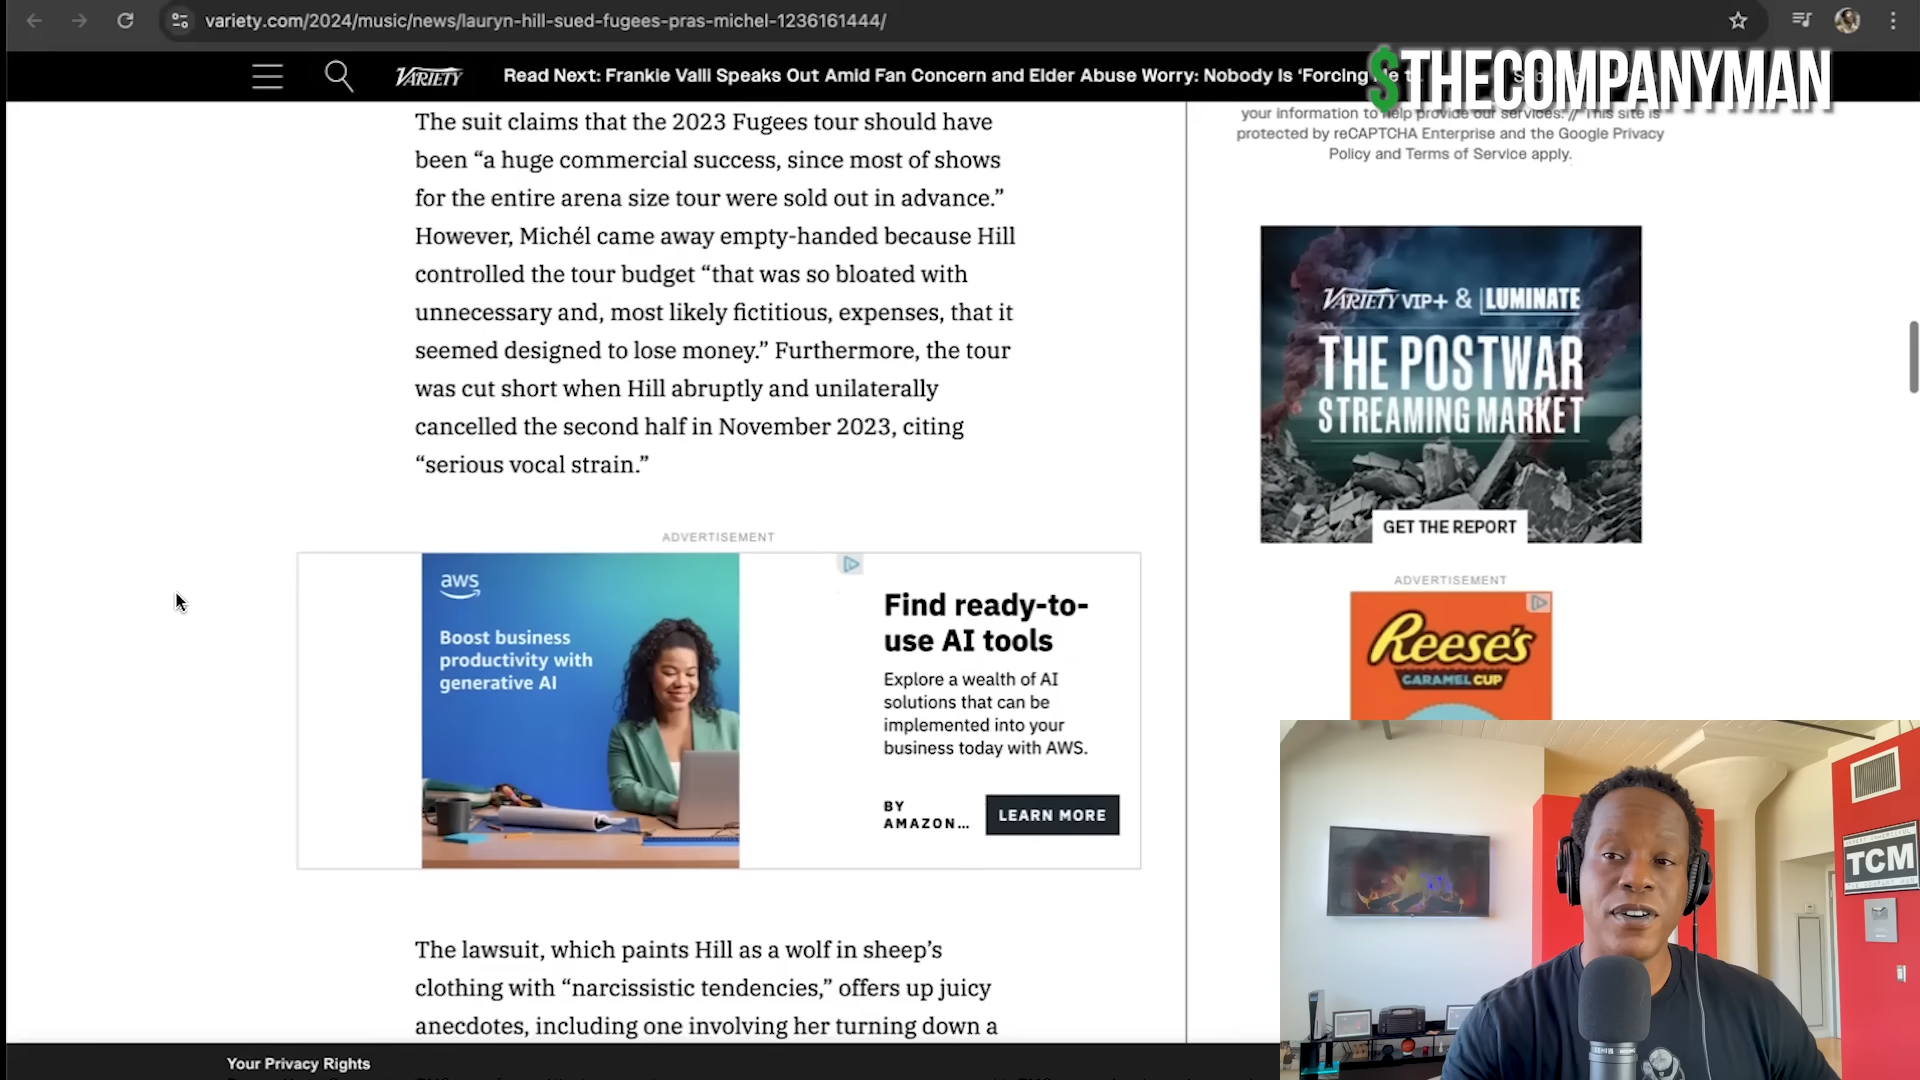 variety.com/2024/music/news/lauryn-hill-sued-fugees-pras-michel-1236161444/
VARIETY
Read Next: Frankie Valli Speaks Out Amid Fan Concern and Elder Abuse Worry: Nobody Is ‘Forcing Me t...
$THECOMPANYMAN
The suit claims that the 2023 Fugees tour should have
been “a huge commercial success, since most of shows
for the entire arena size tour were sold out in advance.”
However, Michél came away empty-handed because Hill
controlled the tour budget “that was so bloated with
unnecessary and, most likely fictitious, expenses, that it
seemed designed to lose money.” Furthermore, the tour
was cut short when Hill abruptly and unilaterally
cancelled the second half in November 2023, citing
“serious vocal strain.”
ADVERTISEMENT
aws
Boost business
productivity with
generative AI
Find ready-to-
use AI tools
Explore a wealth of AI
solutions that can be
implemented into your
business today with AWS.
BY
AMAZON...
LEARN MORE
The lawsuit, which paints Hill as a wolf in sheep’s
clothing with “narcissistic tendencies,” offers up juicy
anecdotes, including one involving her turning down a
Your Privacy Rights
your information to help provide our services. // This site is
protected by reCAPTCHA Enterprise and the Google Privacy
Policy and Terms of Service apply.
VARIETY VIP+ & LUMINATE
THE POSTWAR
STREAMING MARKET
GET THE REPORT
ADVERTISEMENT
Reese's
CARAMEL CUP
TCM
THE COMPANY MAN